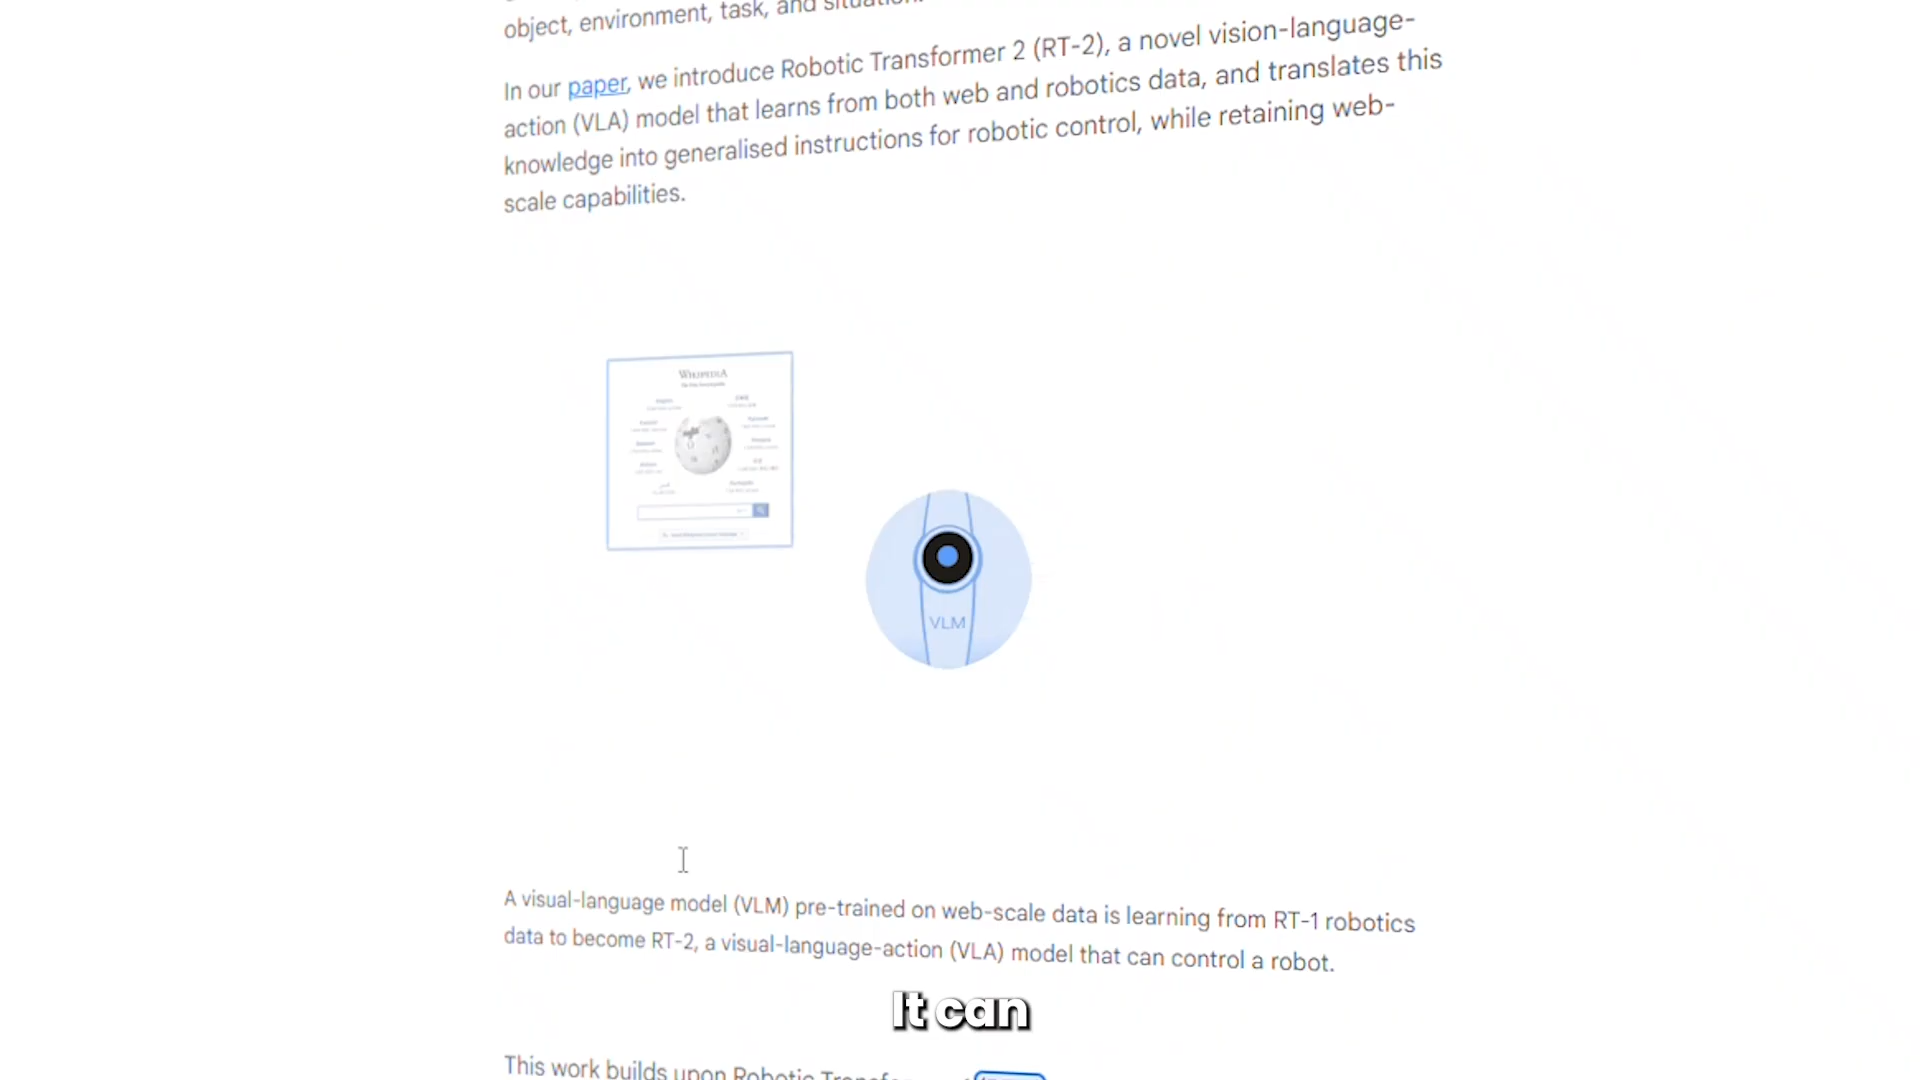 object, environment, task, and situation.
In our paper, we introduce Robotic Transformer 2 (RT-2), a novel vision-language-
action (VLA) model that learns from both web and robotics data, and translates this
knowledge into generalised instructions for robotic control, while retaining web-
scale capabilities.
WIKIPEDIA
VLM
A visual-language model (VLM) pre-trained on web-scale data is learning from RT-1 robotics
data to become RT-2, a visual-language-action (VLA) model that can control a robot.
It can
This work builds upon Robotic